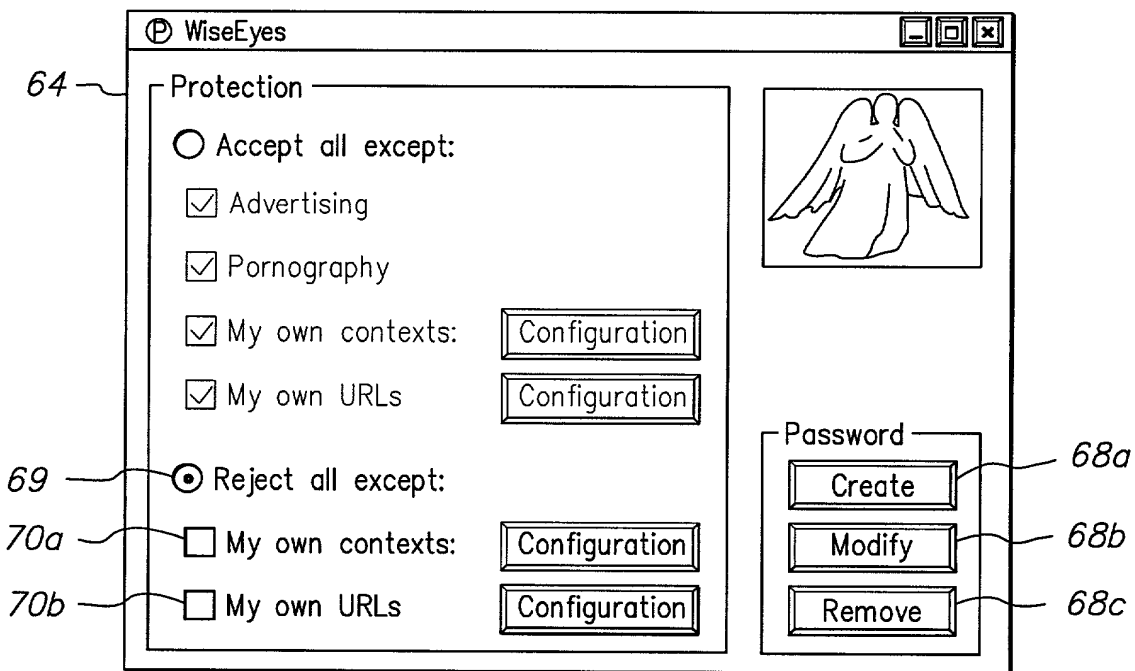 Ⓟ WiseEyes
64
Protection
Accept all except:
Advertising
Pornography
My own contexts: Configuration
My own URLs Configuration
69 Reject all except:
70a My own contexts: Configuration
70b My own URLs Configuration
Password
Create 68a
Modify 68b
Remove 68c